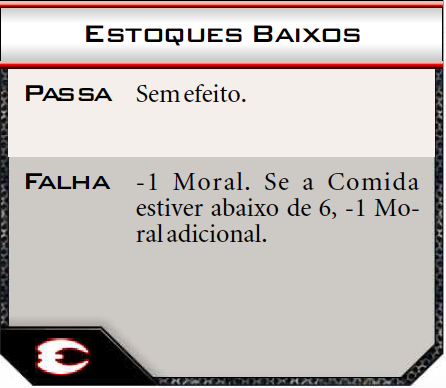 ESTOQUES BAIXOS
PASSA Sem efeito.
FALHA -1 Moral. Se a Comida
estiver abaixo de 6, -1 Mo-
ral adicional.